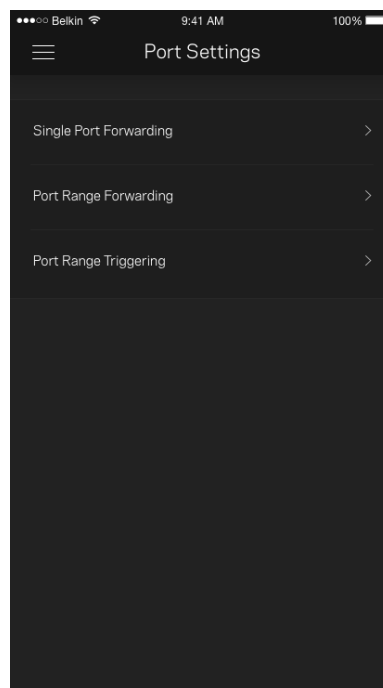 Belkin 9:41 AM 100%
Port Settings
Single Port Forwarding
Port Range Forwarding
Port Range Triggering